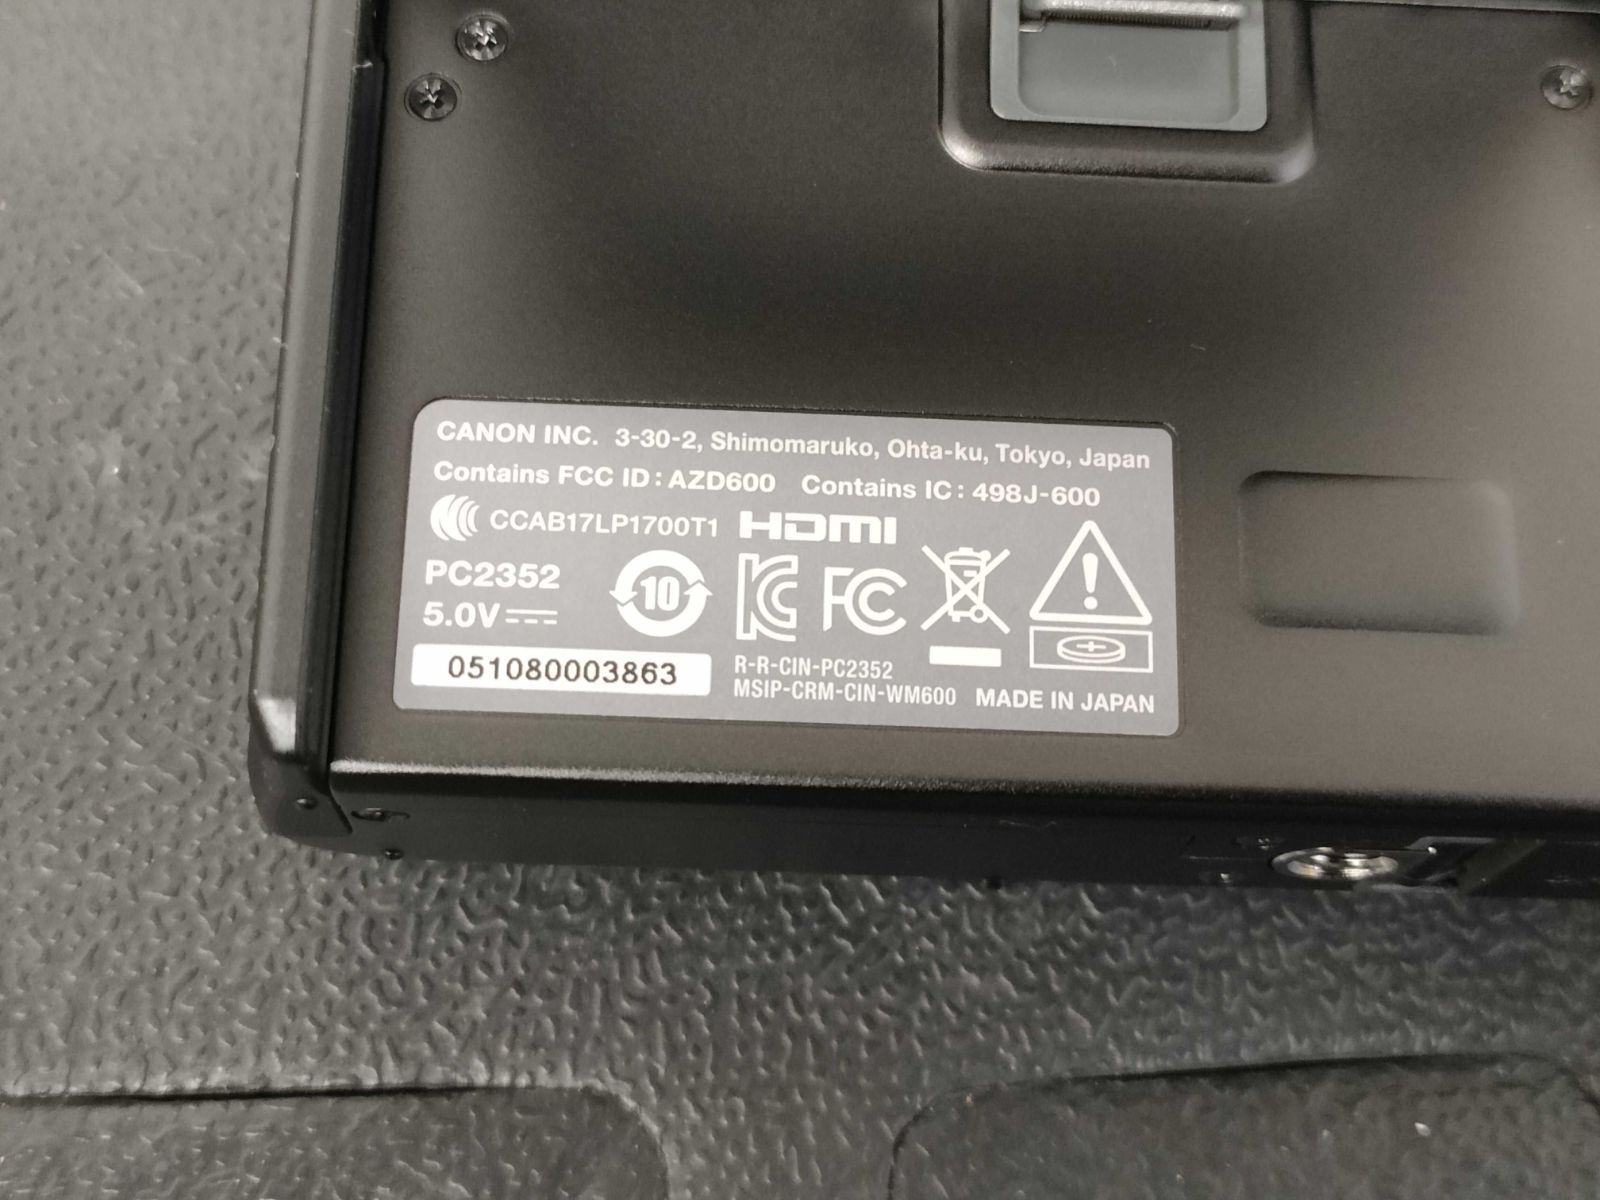 CANON INC. 3-30-2, Shimomaruko, Ohta-ku, Tokyo, Japan
Contains FCC ID : AZD600 Contains IC : 498J-600
CCAB17LP1700T1 HDMI
PC2352
5.0V
10
FC
051080003863
R-R-CIN-PC2352
MSIP-CRM-CIN-WM600 MADE IN JAPAN